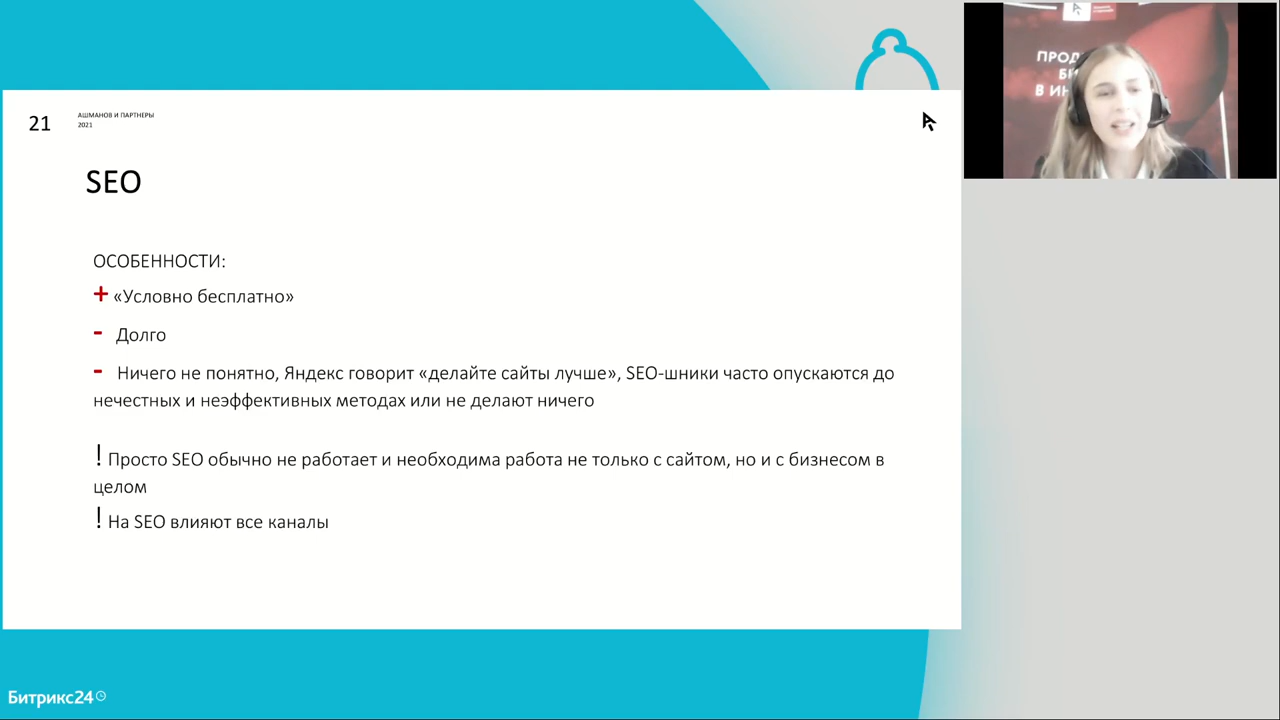 21
АШМАНОВ И ПАРТНЕРЫ
2021
SEO
ОСОБЕННОСТИ:
+ «Условно бесплатно»
- Долго
- Ничего не понятно, Яндекс говорит «делайте сайты лучше», SEO-шники часто опускаются до
нечестных и неэффективных методах или не делают ничего
! Просто SEO обычно не работает и необходима работа не только с сайтом, но и с бизнесом в
целом
! На SEO влияют все каналы
Битрикс24